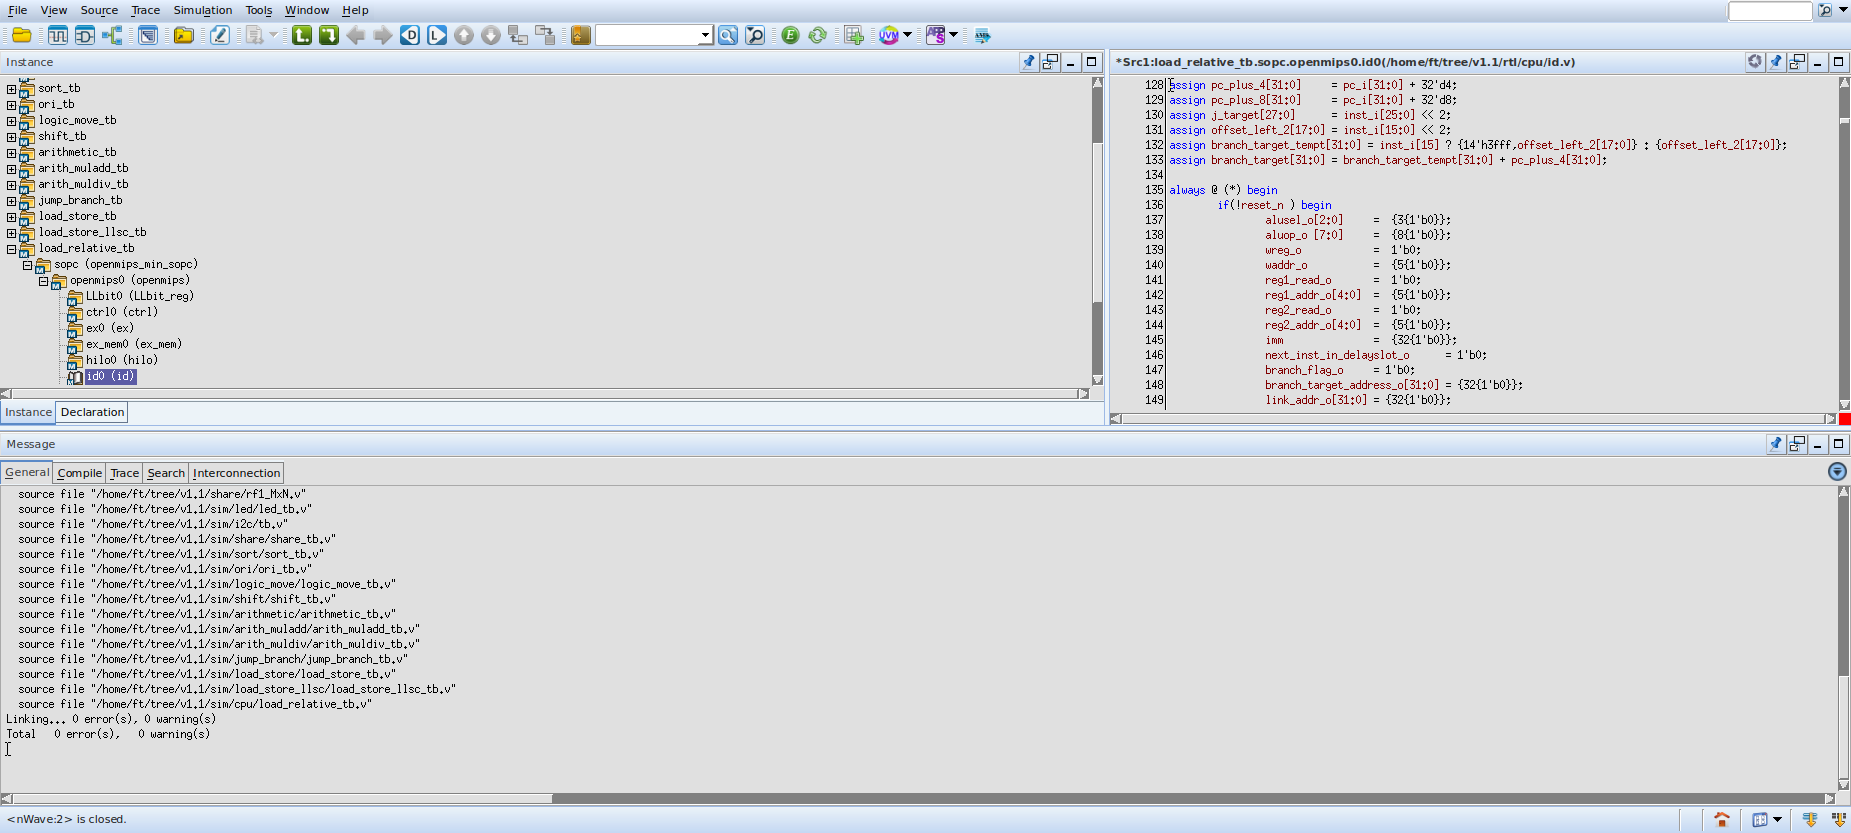 File View Source Trace Simulation Tools Window Help
Instance
sort_tb
ori_tb
logic_move_tb
shift_tb
arithmetic_tb
arith_muladd_tb
arith_muldiv_tb
jump_branch_tb
load_store_tb
load_store_llsc_tb
load_relative_tb
sopc (openmips_min_sopc)
openmips0 (openmips)
LLbit0 (LLbit_reg)
ctrl0 (ctrl)
ex0 (ex)
ex_mem0 (ex_mem)
hilo0 (hilo)
id0 (id)
Instance Declaration
*Src1:load_relative_tb.sopc.openmips0.id0(/home/ft/tree/v1.1/rtl/cpu/id.v)
128 assign pc_plus_4[31:0] = pc_i[31:0] + 32'd4;
129 assign pc_plus_8[31:0] = pc_i[31:0] + 32'd8;
130 assign j_target[27:0] = inst_i[25:0] << 2;
131 assign offset_left_2[17:0] = inst_i[15:0] << 2;
132 assign branch_target_tempt[31:0] = inst_i[15] ? {14'h3fff,offset_left_2[17:0]} : {offset_left_2[17:0]};
133 assign branch_target[31:0] = branch_target_tempt[31:0] + pc_plus_4[31:0];
134
135 always @ (*) begin
136 if(!reset_n ) begin
137 alusel_o[2:0] = {3{1'b0}};
138 aluop_o [7:0] = {8{1'b0}};
139 wreg_o = 1'b0;
140 waddr_o = {5{1'b0}};
141 reg1_read_o = 1'b0;
142 reg1_addr_o[4:0] = {5{1'b0}};
143 reg2_read_o = 1'b0;
144 reg2_addr_o[4:0] = {5{1'b0}};
145 imm = {32{1'b0}};
146 next_inst_in_delayslot_o = 1'b0;
147 branch_flag_o = 1'b0;
148 branch_target_address_o[31:0] = {32{1'b0}};
149 link_addr_o[31:0] = {32{1'b0}};
Message
General Compile Trace Search Interconnection
source file "/home/ft/tree/v1.1/share/rf1_MxN.v"
source file "/home/ft/tree/v1.1/sim/led/led_tb.v"
source file "/home/ft/tree/v1.1/sim/i2c/tb.v"
source file "/home/ft/tree/v1.1/sim/share/share_tb.v"
source file "/home/ft/tree/v1.1/sim/sort/sort_tb.v"
source file "/home/ft/tree/v1.1/sim/ori/ori_tb.v"
source file "/home/ft/tree/v1.1/sim/logic_move/logic_move_tb.v"
source file "/home/ft/tree/v1.1/sim/shift/shift_tb.v"
source file "/home/ft/tree/v1.1/sim/arithmetic/arithmetic_tb.v"
source file "/home/ft/tree/v1.1/sim/arith_muladd/arith_muladd_tb.v"
source file "/home/ft/tree/v1.1/sim/arith_muldiv/arith_muldiv_tb.v"
source file "/home/ft/tree/v1.1/sim/jump_branch/jump_branch_tb.v"
source file "/home/ft/tree/v1.1/sim/load_store/load_store_tb.v"
source file "/home/ft/tree/v1.1/sim/load_store_llsc/load_store_llsc_tb.v"
source file "/home/ft/tree/v1.1/sim/cpu/load_relative_tb.v"
Linking... 0 error(s), 0 warning(s)
Total 0 error(s), 0 warning(s)
<nWave:2> is closed.